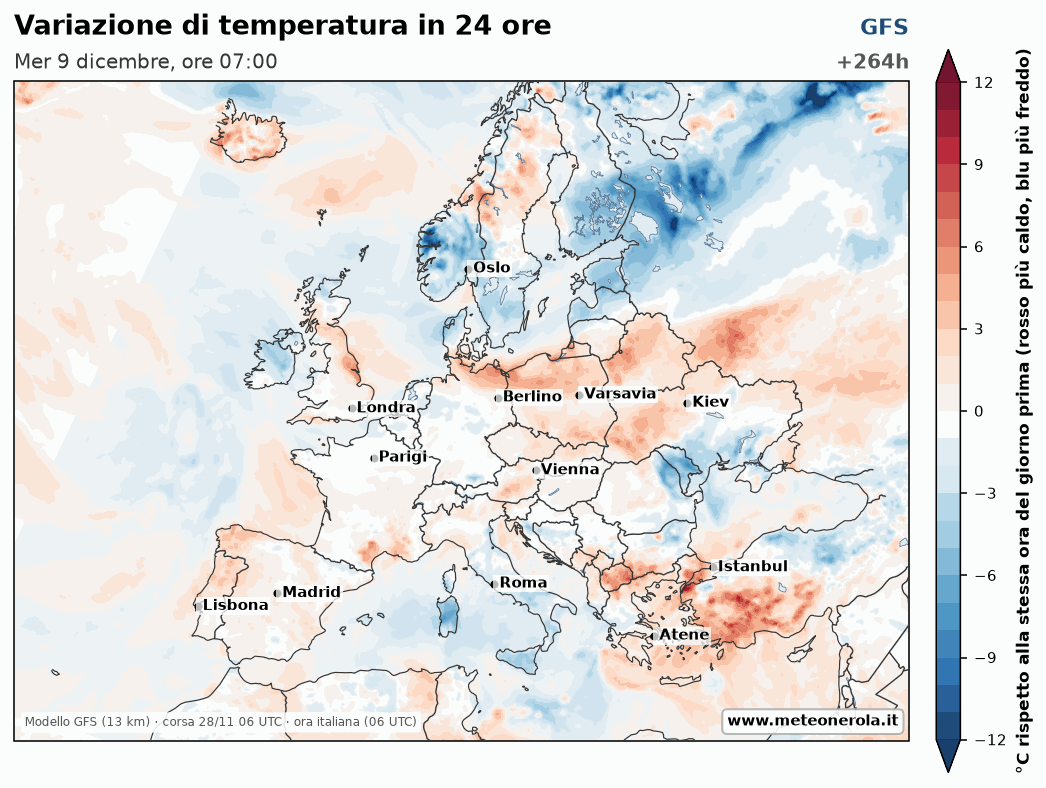 Variazione di temperatura in 24 ore
GFS
Mer 9 dicembre, ore 07:00
+264h
Oslo
Londra
Berlino
Varsavia
Kiev
Parigi
Vienna
Istanbul
Roma
Madrid
Lisbona
Atene
Modello GFS (13 km) · corsa 28/11 06 UTC · ora italiana (06 UTC)
www.meteonerola.it
12
9
6
3
0
−3
−6
−9
−12
°C rispetto alla stessa ora del giorno prima (rosso più caldo, blu più freddo)